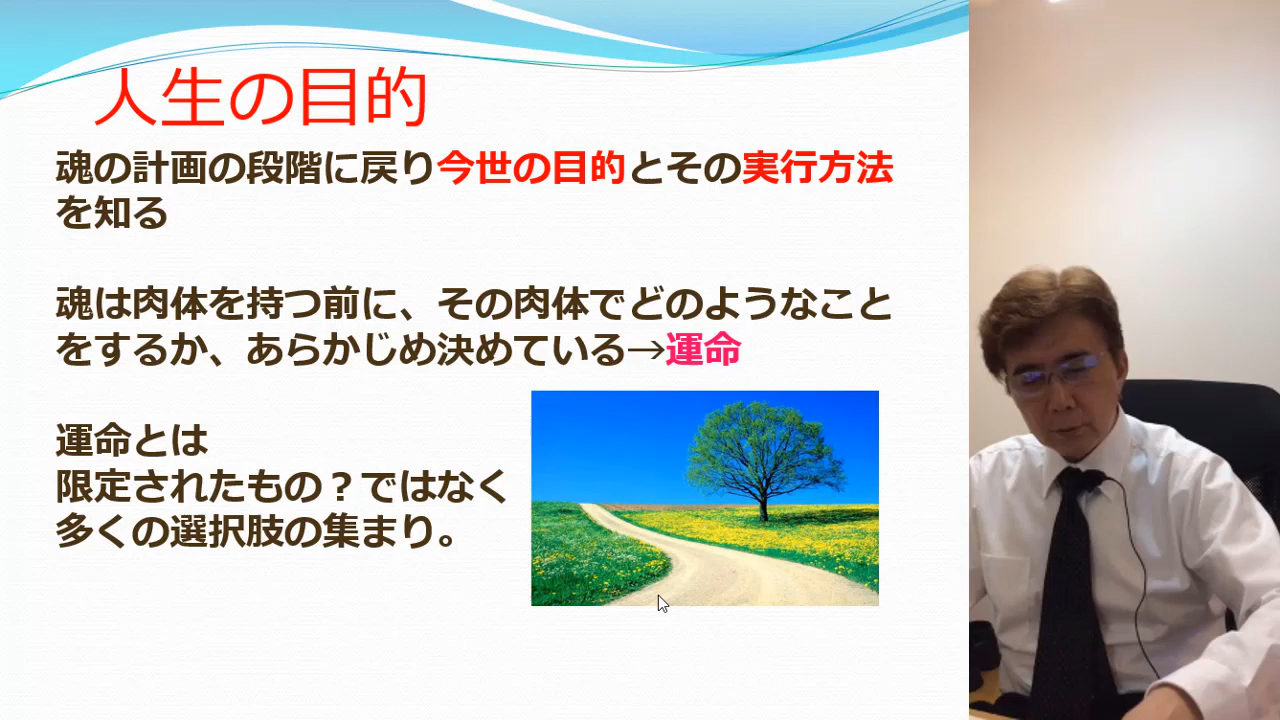 人生の目的
魂の計画の段階に戻り今世の目的とその実行方法
を知る
魂は肉体を持つ前に、その肉体でどのようなこと
をするか、あらかじめ決めている→運命
運命とは
限定されたもの？ではなく
多くの選択肢の集まり。